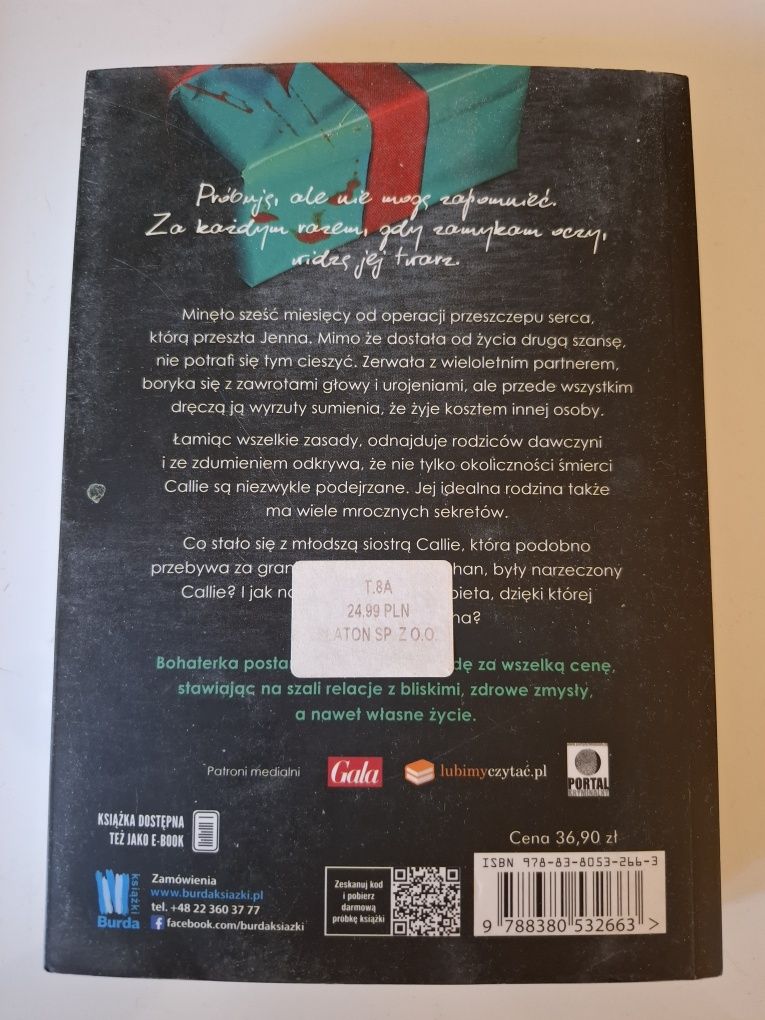 Próbuję, ale nie mogę zapomnieć.
Za każdym razem, gdy zamykam oczy,
widzę jej twarz.
Minęło sześć miesięcy od operacji przeszczepu serca,
którą przeszła Jenna. Mimo że dostała od życia drugą szansę,
nie potrafi się tym cieszyć. Zerwała z wieloletnim partnerem,
boryka się z zawrotami głowy i urojeniami, ale przede wszystkim
dręczą ją wyrzuty sumienia, że żyje kosztem innej osoby.
Łamiąc wszelkie zasady, odnajduje rodziców dawczyni
i ze zdumieniem odkrywa, że nie tylko okoliczności śmierci
Callie są niezwykle podejrzane. Jej idealna rodzina także
ma wiele mrocznych sekretów.
Co stało się z młodszą siostrą Callie, która podobno
przebywa za gran han, były narzeczony
Callie? I jak na bieta, dzięki której
na?
T.8A
24.99 PLN
LATON SP. Z O.O.
Bohaterka posta dę za wszelką cenę,
stawiając na szali relacje z bliskimi, zdrowe zmysły,
a nawet własne życie.
Patroni medialni
Gala
lubimyczytać.pl
PORTAL
KRYMINALNY
KSIĄŻKA DOSTĘPNA
TEŻ JAKO E-BOOK
Cena 36,90 zł
ISBN 978-83-8053-266-3
9 788380 532663 >
książki
Burda
Zamówienia
www.burdaksiazki.pl
tel. +48 22 360 37 77
facebook.com/burdaksiazki
Zeskanuj kod
i pobierz
darmową
próbkę książki